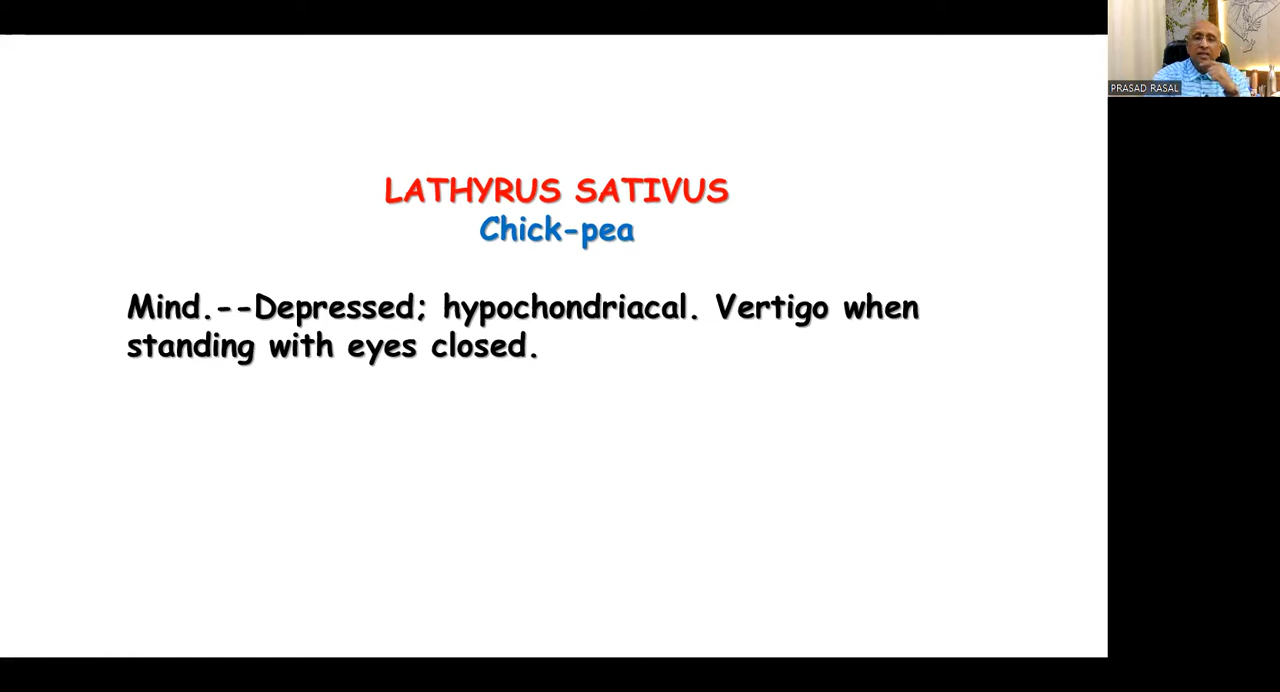 PRASAD RASAL
LATHYRUS SATIVUS
Chick-pea
Mind.--Depressed; hypochondriacal. Vertigo when
standing with eyes closed.